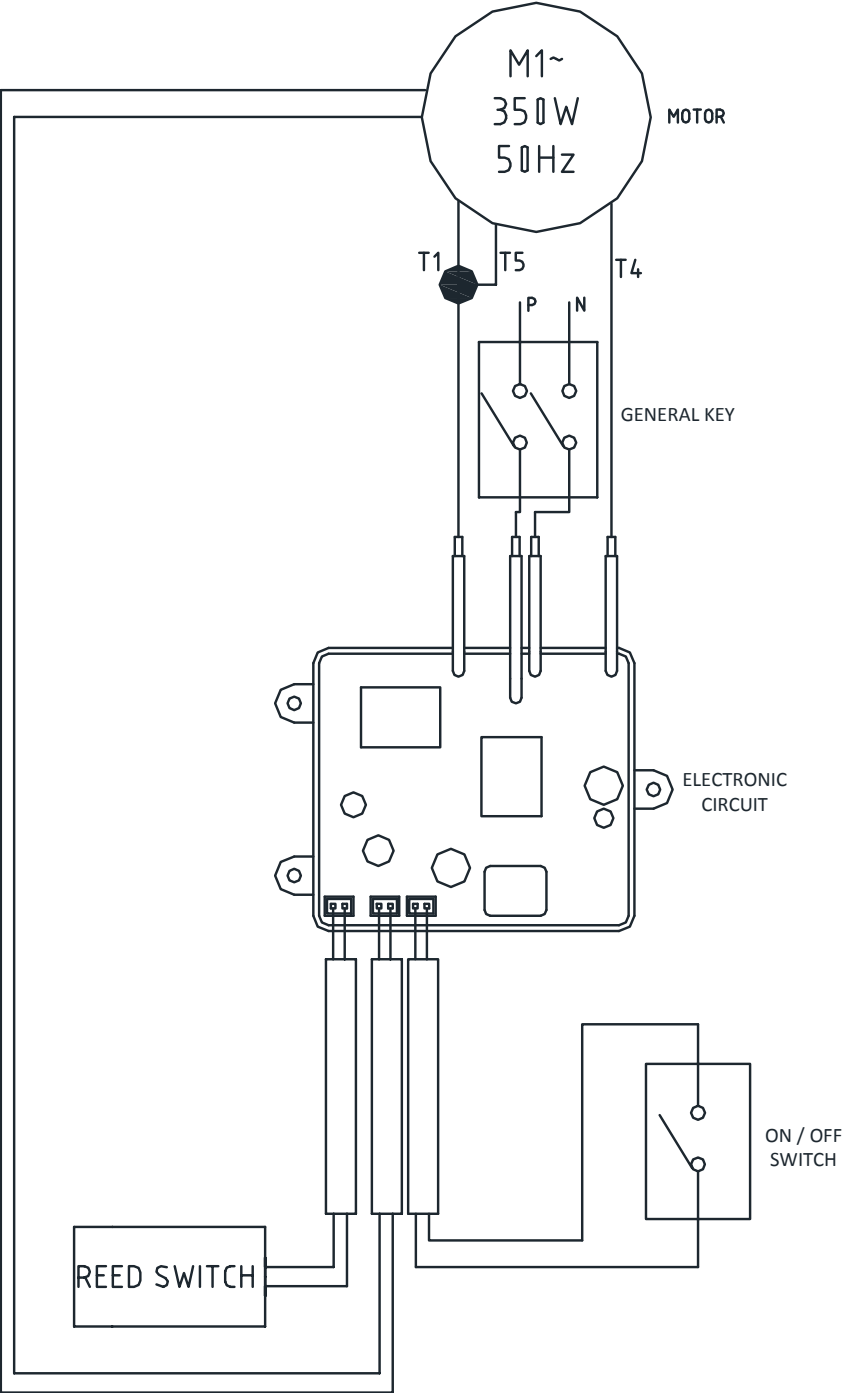 M1~
350W
50Hz
MOTOR
T1
T5
T4
P
N
GENERAL KEY
ELECTRONIC
CIRCUIT
ON / OFF
SWITCH
REED SWITCH